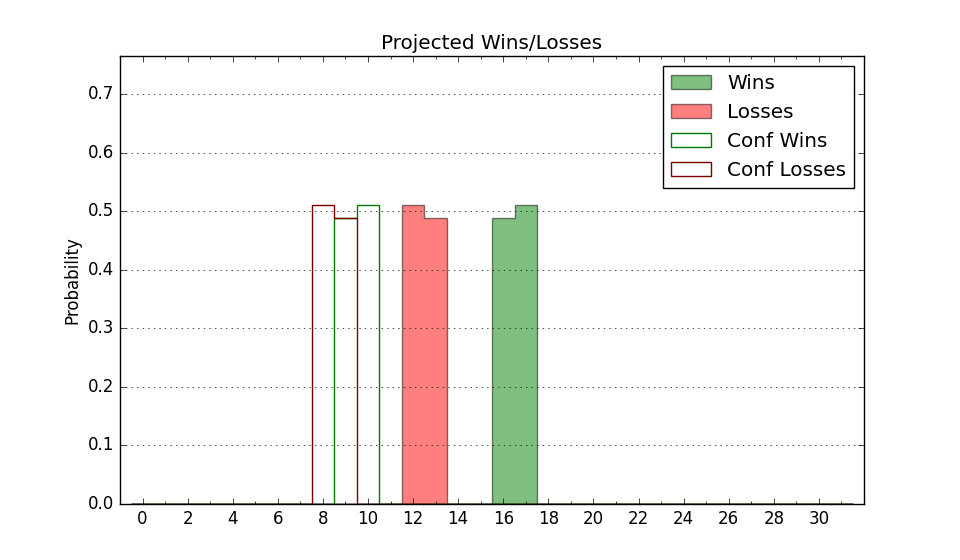 Projected Wins/Losses
Wins
Losses
Conf Wins
Conf Losses
Probability
0.7
0.6
0.5
0.4
0.3
0.2
0.1
0.0
0 2 4 6 8 10 12 14 16 18 20 22 24 26 28 30